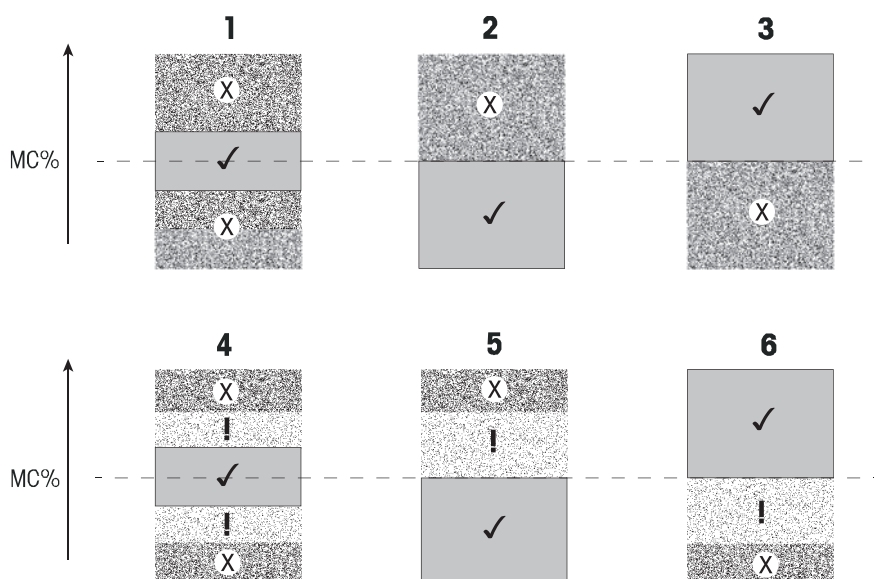 1 2 3
X X ✓
MC% ✓
X ✓ X
4 5 6
X X ✓
! !
MC% ✓
! ✓ !
X X